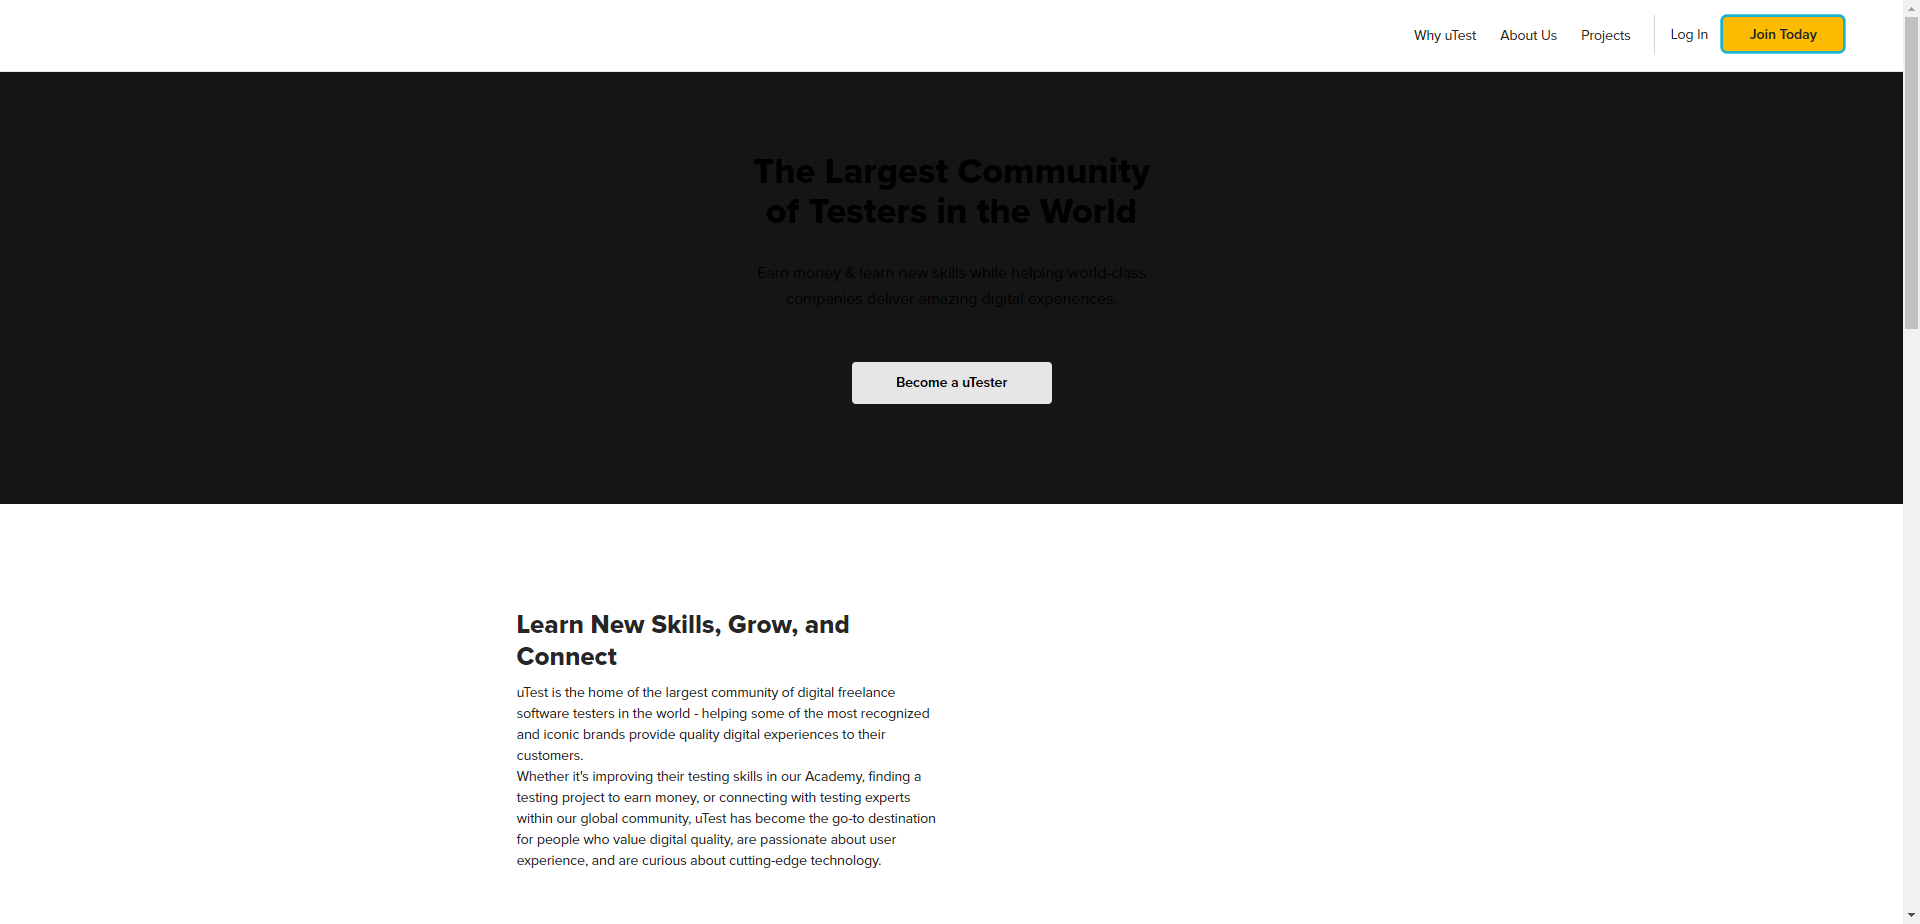 Why uTest
About Us
Projects
Log In
Join Today
The Largest Community
of Testers in the World
Earn money & learn new skills while helping world-class
companies deliver amazing digital experiences.
Become a uTester
Learn New Skills, Grow, and
Connect
uTest is the home of the largest community of digital freelance
software testers in the world - helping some of the most recognized
and iconic brands provide quality digital experiences to their
customers.
Whether it's improving their testing skills in our Academy, finding a
testing project to earn money, or connecting with testing experts
within our global community, uTest has become the go-to destination
for people who value digital quality, are passionate about user
experience, and are curious about cutting-edge technology.